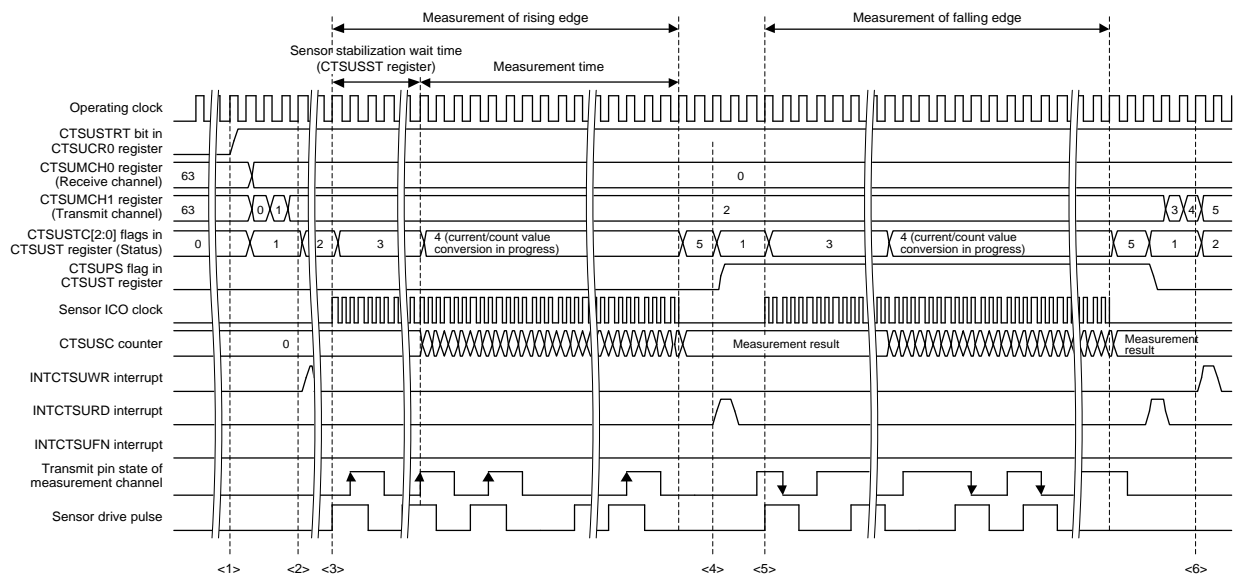 Measurement of rising edge
Measurement of falling edge
Sensor stabilization wait time
(CTSUSST register)
Measurement time
Operating clock
CTSUSTRT bit in
CTSUCR0 register
CTSUMCH0 register
(Receive channel)
63
0
CTSUMCH1 register
(Transmit channel)
63
0
1
2
3
4
5
CTSUSTC[2:0] flags in
CTSUST register (Status)
0
1
2
3
4 (current/count value
conversion in progress)
5
1
3
4 (current/count value
conversion in progress)
5
1
2
CTSUPS flag in
CTSUST register
Sensor ICO clock
CTSUSC counter
0
Measurement result
Measurement
result
INTCTSUWR interrupt
INTCTSURD interrupt
INTCTSUFN interrupt
Transmit pin state of
measurement channel
Sensor drive pulse
<1>
<2>
<3>
<4>
<5>
<6>